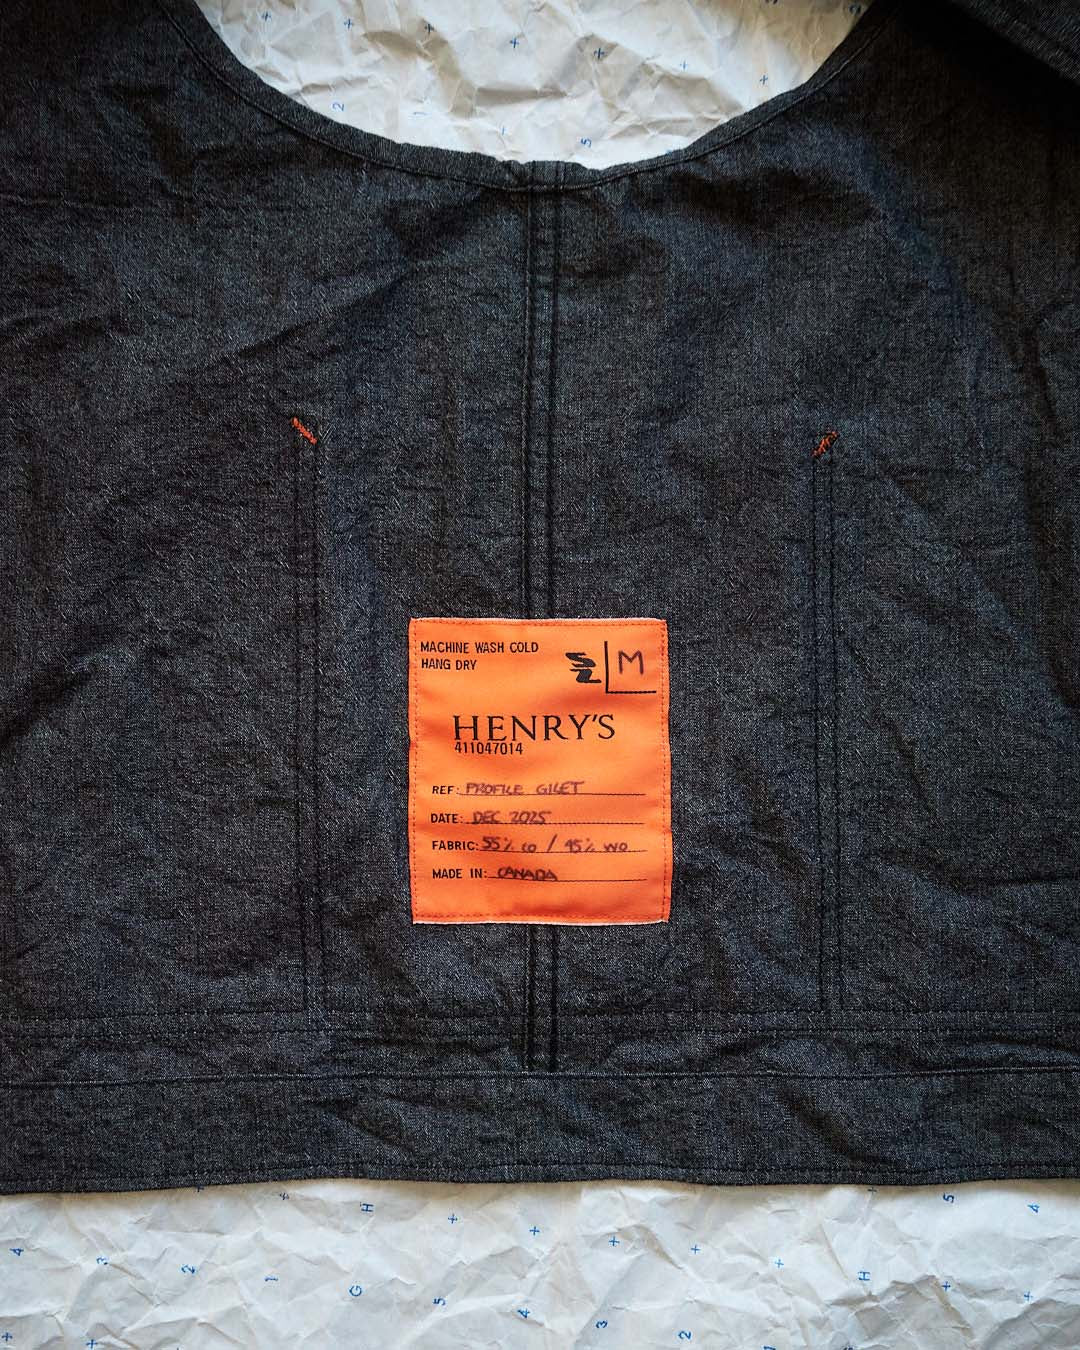 MACHINE WASH COLD
HANG DRY
SZ
M
HENRY'S
411047014
REF: PROFILE GILET
DATE: DEC 2025
FABRIC: 55% CO / 45% WO
MADE IN: CANADA